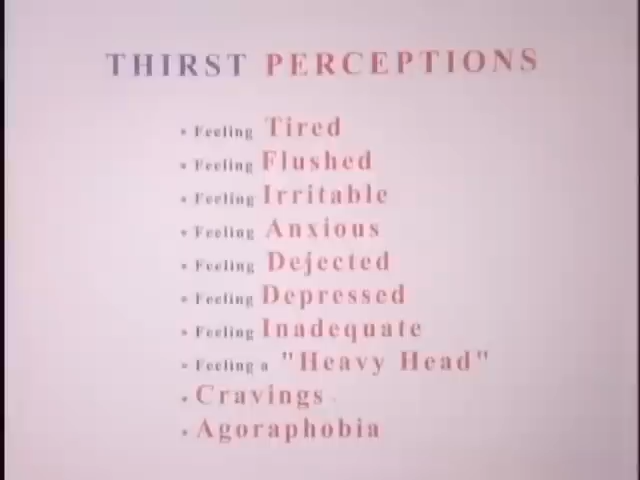 THIRST PERCEPTIONS
• Feeling Tired
• Feeling Flushed
• Feeling Irritable
• Feeling Anxious
• Feeling Dejected
• Feeling Depressed
• Feeling Inadequate
• Feeling a "Heavy Head"
• Cravings
• Agoraphobia